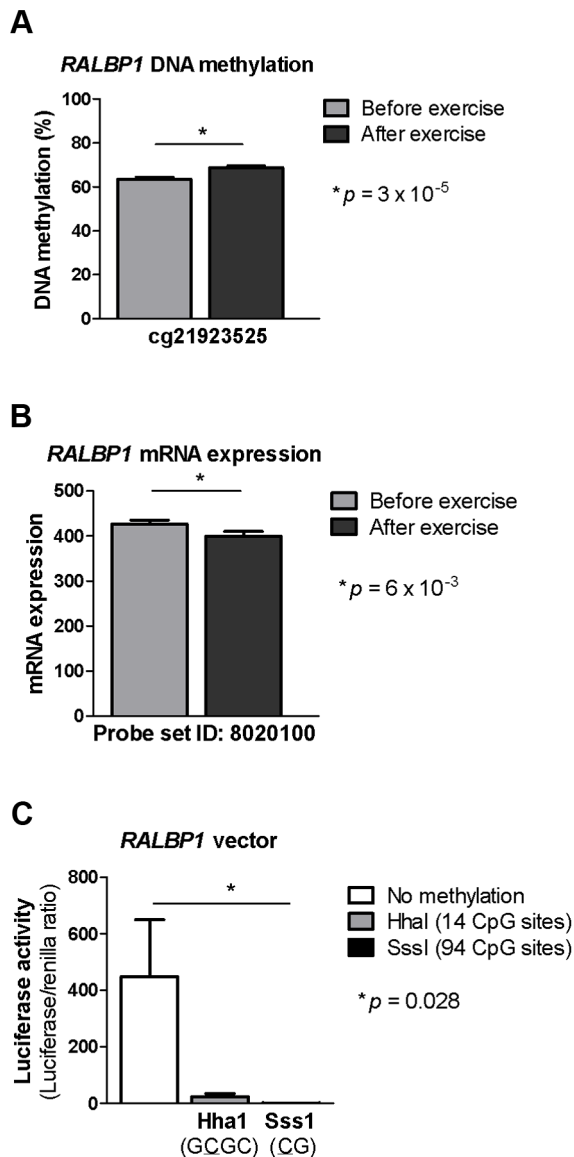 A
RALBP1 DNA methylation
100
80
60
40
20
0
DNA methylation (%)
*
cg21923525
Before exercise
After exercise
*p = 3 x 10⁻⁵
B
RALBP1 mRNA expression
500
400
300
200
100
0
mRNA expression
*
Probe set ID: 8020100
Before exercise
After exercise
*p = 6 x 10⁻³
C
RALBP1 vector
800
600
400
200
0
Luciferase activity
(Luciferase/renilla ratio)
*
Hha1 Sss1
(GCGC) (CG)
No methylation
HhaI (14 CpG sites)
SssI (94 CpG sites)
*p = 0.028